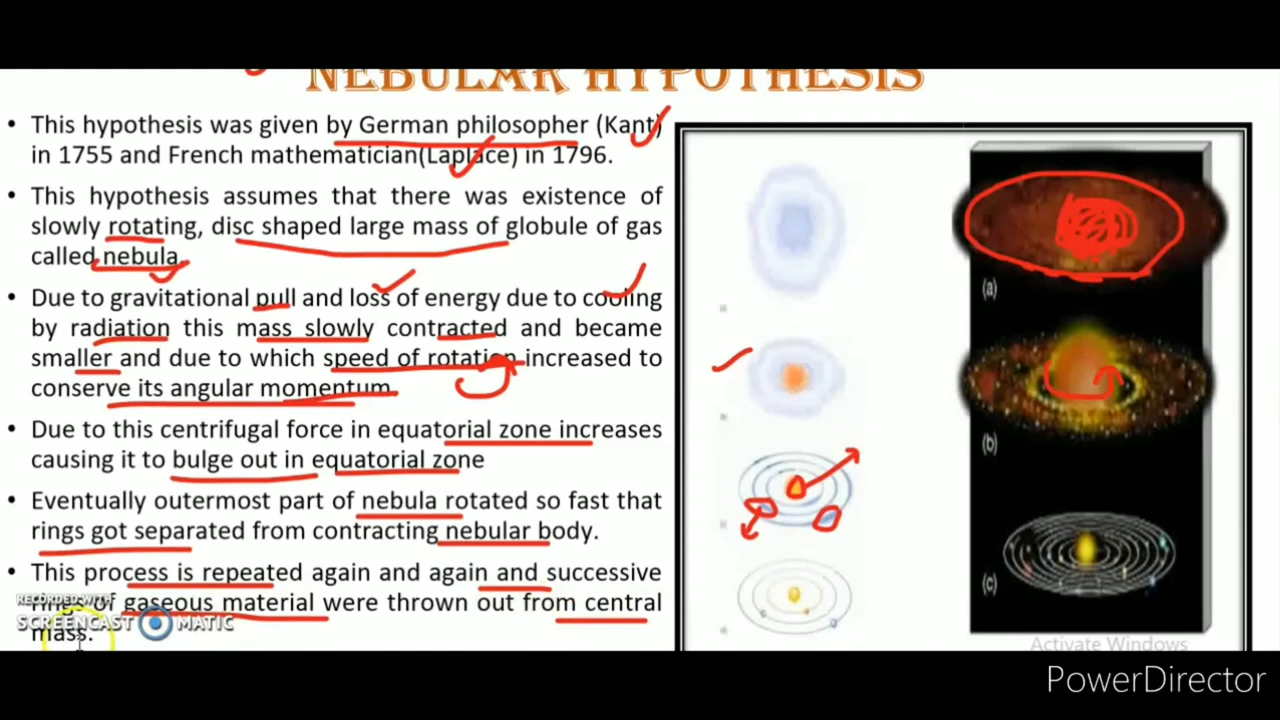 NEBULAR HYPOTHESIS
• This hypothesis was given by German philosopher (Kant)
in 1755 and French mathematician(Laplace) in 1796.
• This hypothesis assumes that there was existence of
slowly rotating, disc shaped large mass of globule of gas
called nebula.
• Due to gravitational pull and loss of energy due to cooling
by radiation this mass slowly contracted and became
smaller and due to which speed of rotation increased to
conserve its angular momentum.
• Due to this centrifugal force in equatorial zone increases
causing it to bulge out in equatorial zone
• Eventually outermost part of nebula rotated so fast that
rings got separated from contracting nebular body.
• This process is repeated again and again and successive
rings of gaseous material were thrown out from central
mass.
RECORDED WITH
SCREENCAST MATIC
(a)
(b)
(c)
Activate Windows
PowerDirector